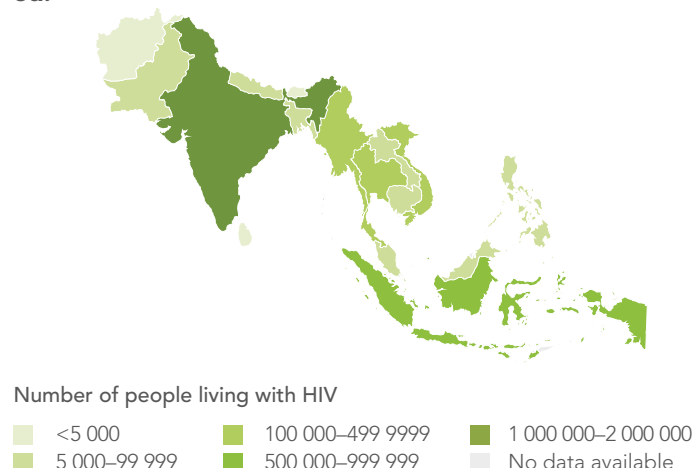 Number of people living with HIV
<5 000
100 000–499 9999
1 000 000–2 000 000
5 000–99 999
500 000–999 999
No data available